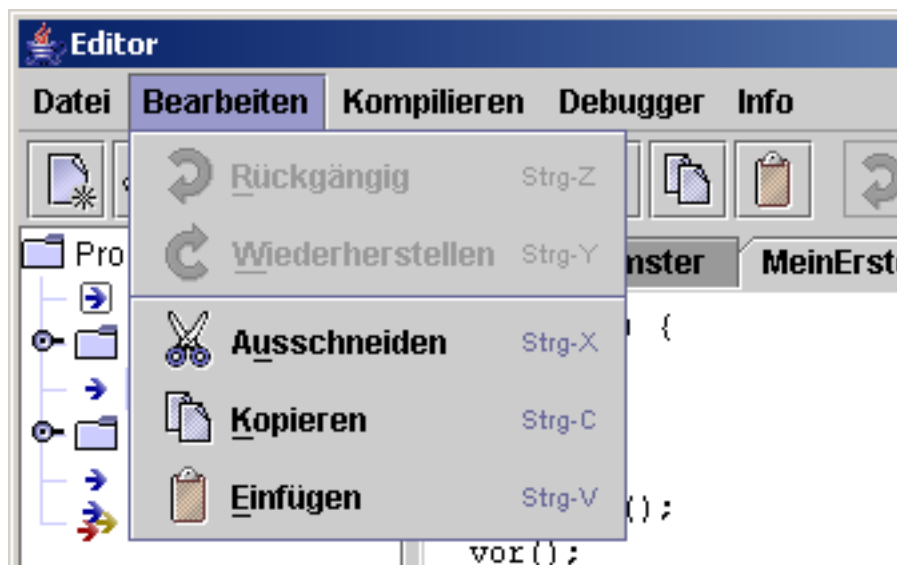 Editor
Datei Bearbeiten Kompilieren Debugger Info
Rückgängig Strg-Z
Wiederherstellen Strg-Y
Ausschneiden Strg-X
Kopieren Strg-C
Einfügen Strg-V
Pro
mster MeinErst
{
();
vor();